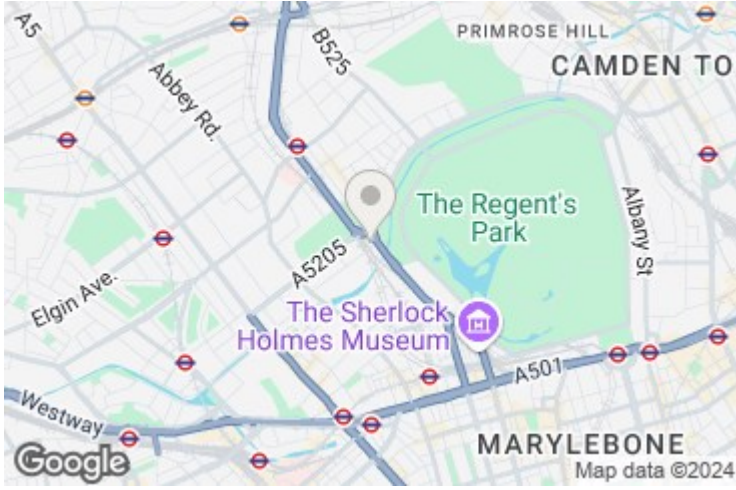 A5
B525
PRIMROSE HILL
CAMDEN TO
Abbey Rd.
The Regent's
Park
Albany St
A5205
Elgin Ave.
The Sherlock
Holmes Museum
A501
Westway
MARYLEBONE
Google
Map data ©2024